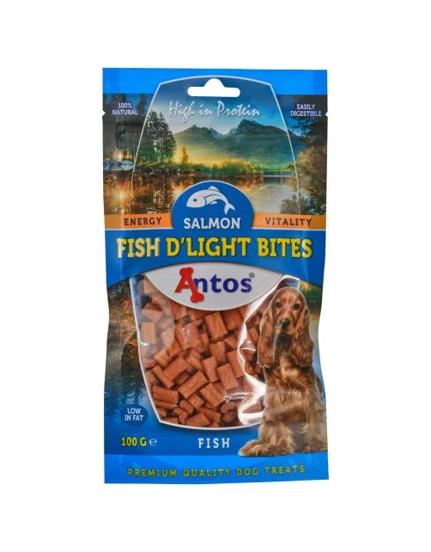 High in Protein
100%
NATURAL
EASILY
DIGESTIBLE
SALMON
ENERGY VITALITY
FISH D'LIGHT BITES
Antos®
LOW
IN FAT
100 G e
FISH
PREMIUM QUALITY DOG TREATS